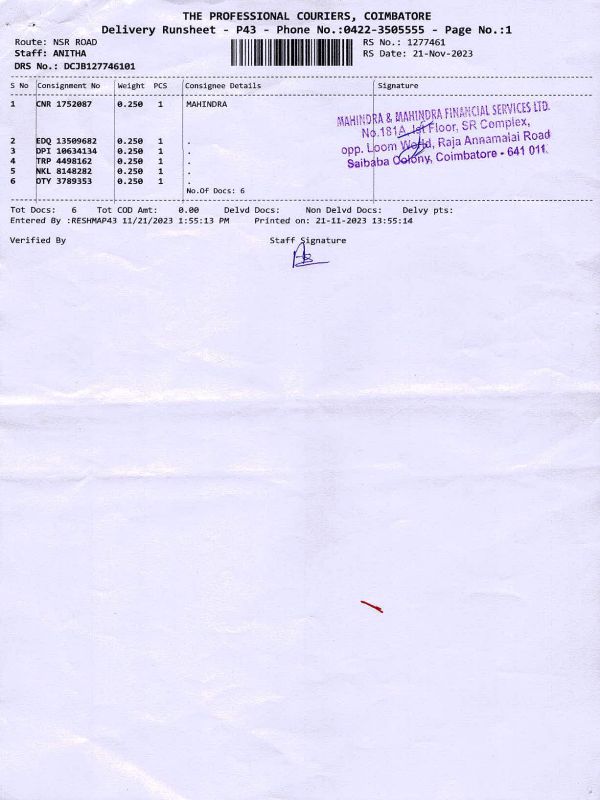 THE PROFESSIONAL COURIERS, COIMBATORE
Delivery Runsheet - P43 - Phone No.:0422-3505555 - Page No.:1
Route: NSR ROAD
RS No.: 1277461
Staff: ANITHA
RS Date: 21-Nov-2023
DRS No.: DCJB127746101
S No Consignment No Weight PCS Consignee Details Signature
1 CNR 1752087 0.250 1 MAHINDRA
MAHINDRA & MAHINDRA FINANCIAL SERVICES LTD.
No.181A, Ist Floor, SR Complex,
opp. Loom World, Raja Annamalai Road
Saibaba Colony, Coimbatore - 641 011.
2 EDQ 13509682 0.250 1 .
3 DPI 10634134 0.250 1 .
4 TRP 4498162 0.250 1 .
5 NKL 8148282 0.250 1 .
6 OTY 3789353 0.250 1 .
No.Of Docs: 6
Tot Docs: 6 Tot COD Amt: 0.00 Delvd Docs: Non Delvd Docs: Delvy pts:
Entered By :RESHMAP43 11/21/2023 1:55:13 PM Printed on: 21-11-2023 13:55:14
Verified By Staff Signature